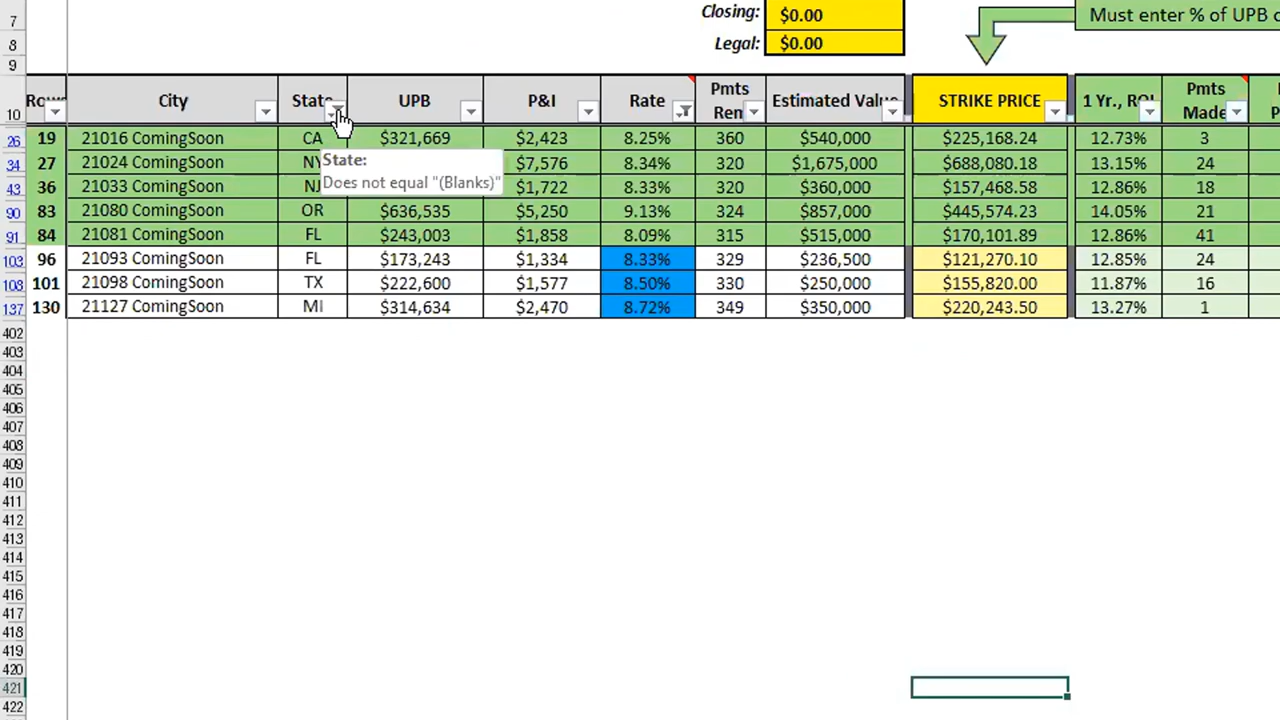 7
Closing: $0.00
Must enter % of UPB
8
Legal: $0.00
9
10 Row City State UPB P&I Rate Pmts Rem Estimated Value STRIKE PRICE 1 Yr., ROI Pmts Made
26 19 21016 ComingSoon CA $321,669 $2,423 8.25% 360 $540,000 $225,168.24 12.73% 3
34 27 21024 ComingSoon NY $7,576 8.34% 320 $1,675,000 $688,080.18 13.15% 24
State:
Does not equal "(Blanks)"
43 36 21033 ComingSoon NJ $1,722 8.33% 320 $360,000 $157,468.58 12.86% 18
90 83 21080 ComingSoon OR $636,535 $5,250 9.13% 324 $857,000 $445,574.23 14.05% 21
91 84 21081 ComingSoon FL $243,003 $1,858 8.09% 315 $515,000 $170,101.89 12.86% 41
103 96 21093 ComingSoon FL $173,243 $1,334 8.33% 329 $236,500 $121,270.10 12.85% 24
108 101 21098 ComingSoon TX $222,600 $1,577 8.50% 330 $250,000 $155,820.00 11.87% 16
137 130 21127 ComingSoon MI $314,634 $2,470 8.72% 349 $350,000 $220,243.50 13.27% 1
402
403
404
405
406
407
408
409
410
411
412
413
414
415
416
417
418
419
420
421
422